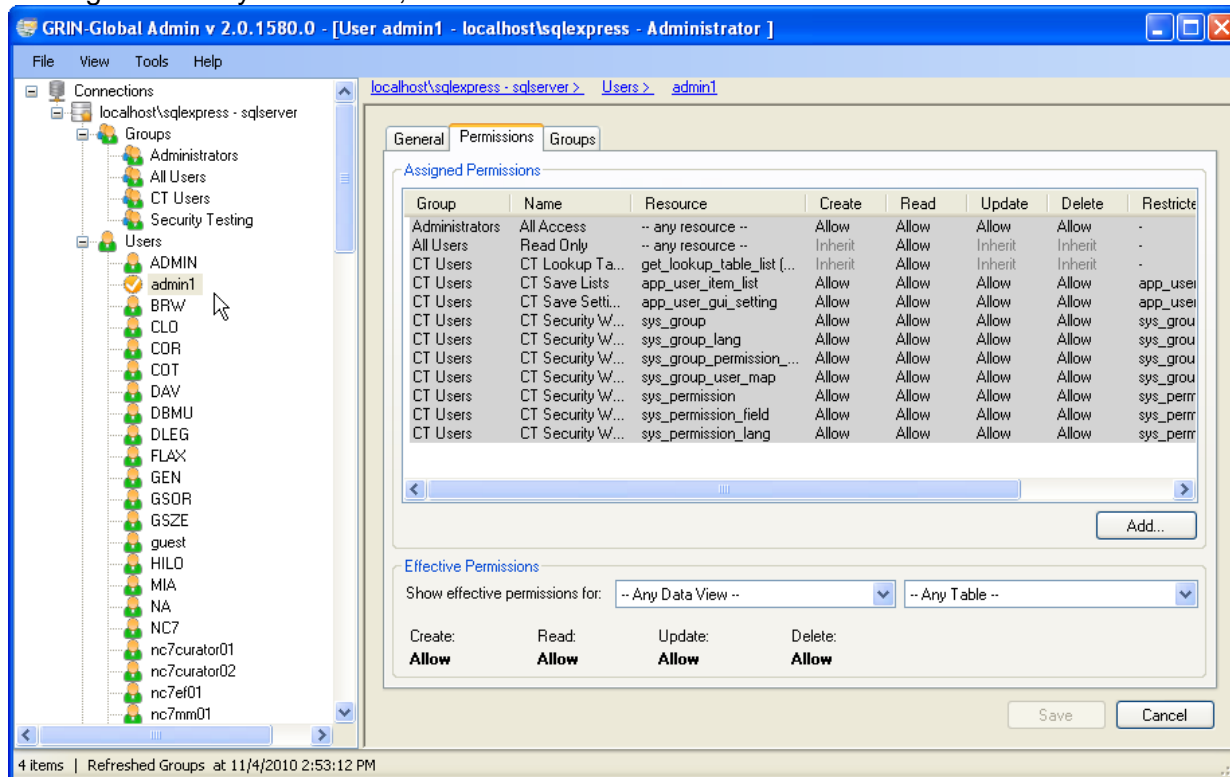 GRIN-Global Admin v 2.0.1580.0 - [User admin1 - localhost\sqlexpress - Administrator ]
File View Tools Help
Connections
localhost\sqlexpress - sqlserver
Groups
Administrators
All Users
CT Users
Security Testing
Users
ADMIN
admin1
BRW
CLO
COR
COT
DAV
DBMU
DLEG
FLAX
GEN
GSOR
GSZE
guest
HILO
MIA
NA
NC7
nc7curator01
nc7curator02
nc7ef01
nc7mm01
localhost\sqlexpress - sqlserver > Users > admin1
General Permissions Groups
Assigned Permissions
Group Name Resource Create Read Update Delete Restricte
Administrators All Access -- any resource -- Allow Allow Allow Allow -
All Users Read Only -- any resource -- Inherit Allow Inherit Inherit -
CT Users CT Lookup Ta... get_lookup_table_list (... Inherit Allow Inherit Inherit -
CT Users CT Save Lists app_user_item_list Allow Allow Allow Allow app_user
CT Users CT Save Setti... app_user_gui_setting Allow Allow Allow Allow app_user
CT Users CT Security W... sys_group Allow Allow Allow Allow sys_grou
CT Users CT Security W... sys_group_lang Allow Allow Allow Allow sys_grou
CT Users CT Security W... sys_group_permission_... Allow Allow Allow Allow sys_grou
CT Users CT Security W... sys_group_user_map Allow Allow Allow Allow sys_grou
CT Users CT Security W... sys_permission Allow Allow Allow Allow sys_perm
CT Users CT Security W... sys_permission_field Allow Allow Allow Allow sys_perm
CT Users CT Security W... sys_permission_lang Allow Allow Allow Allow sys_perm
Add...
Effective Permissions
Show effective permissions for: -- Any Data View -- -- Any Table --
Create: Read: Update: Delete:
Allow Allow Allow Allow
Save Cancel
4 items | Refreshed Groups at 11/4/2010 2:53:12 PM